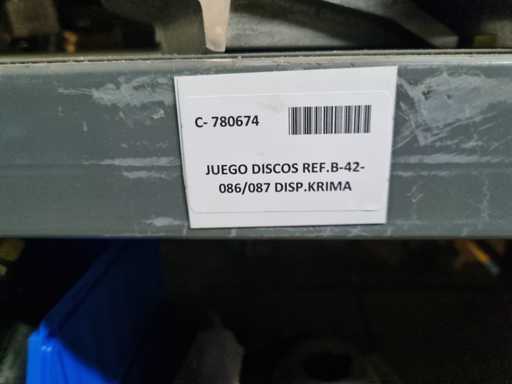 C- 780674
JUEGO DISCOS REF.B-42-
086/087 DISP.KRIMA